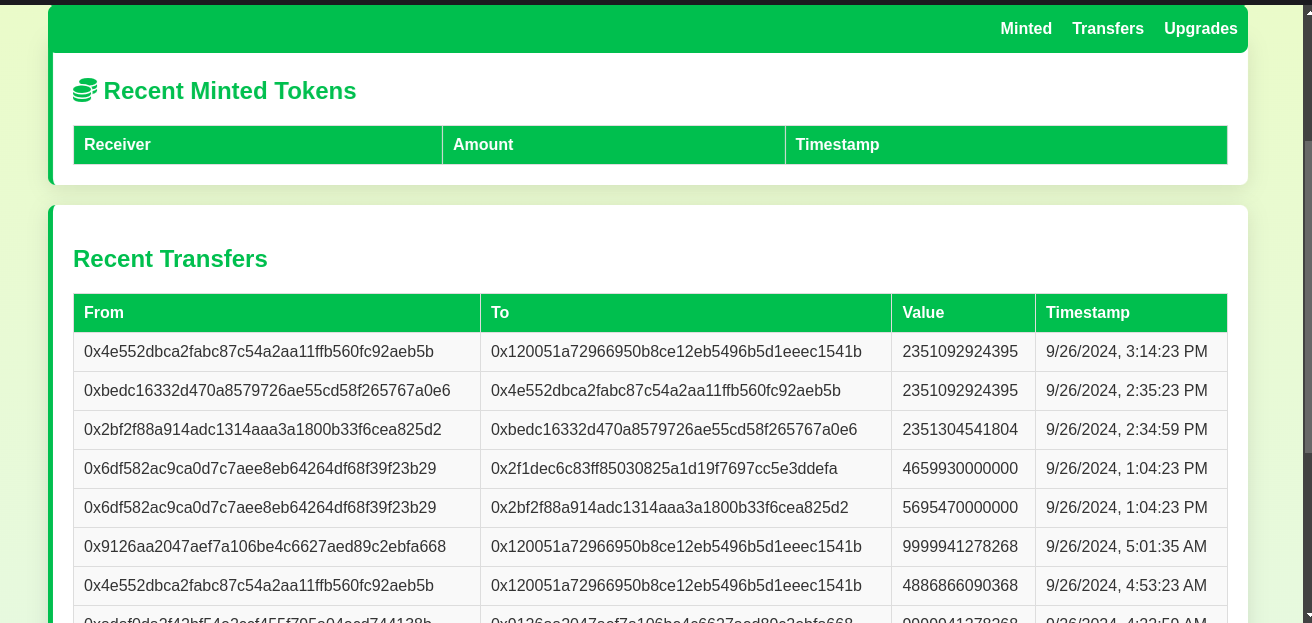 Minted Transfers Upgrades
Recent Minted Tokens
Receiver Amount Timestamp
Recent Transfers
From To Value Timestamp
0x4e552dbca2fabc87c54a2aa11ffb560fc92aeb5b 0x120051a72966950b8ce12eb5496b5d1eeec1541b 2351092924395 9/26/2024, 3:14:23 PM
0xbedc16332d470a8579726ae55cd58f265767a0e6 0x4e552dbca2fabc87c54a2aa11ffb560fc92aeb5b 2351092924395 9/26/2024, 2:35:23 PM
0x2bf2f88a914adc1314aaa3a1800b33f6cea825d2 0xbedc16332d470a8579726ae55cd58f265767a0e6 2351304541804 9/26/2024, 2:34:59 PM
0x6df582ac9ca0d7c7aee8eb64264df68f39f23b29 0x2f1dec6c83ff85030825a1d19f7697cc5e3ddefa 4659930000000 9/26/2024, 1:04:23 PM
0x6df582ac9ca0d7c7aee8eb64264df68f39f23b29 0x2bf2f88a914adc1314aaa3a1800b33f6cea825d2 5695470000000 9/26/2024, 1:04:23 PM
0x9126aa2047aef7a106be4c6627aed89c2ebfa668 0x120051a72966950b8ce12eb5496b5d1eeec1541b 9999941278268 9/26/2024, 5:01:35 AM
0x4e552dbca2fabc87c54a2aa11ffb560fc92aeb5b 0x120051a72966950b8ce12eb5496b5d1eeec1541b 4886866090368 9/26/2024, 4:53:23 AM